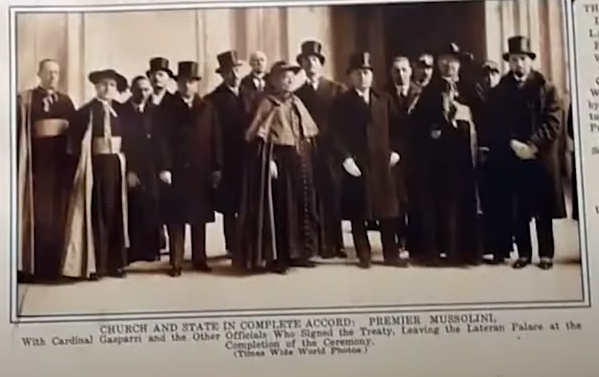 CHURCH AND STATE IN COMPLETE ACCORD: PREMIER MUSSOLINI,
With Cardinal Gasparri and the Other Officials Who Signed the Treaty, Leaving the Lateran Palace at the
Completion of the Ceremony.
(Times Wide World Photos.)
TH